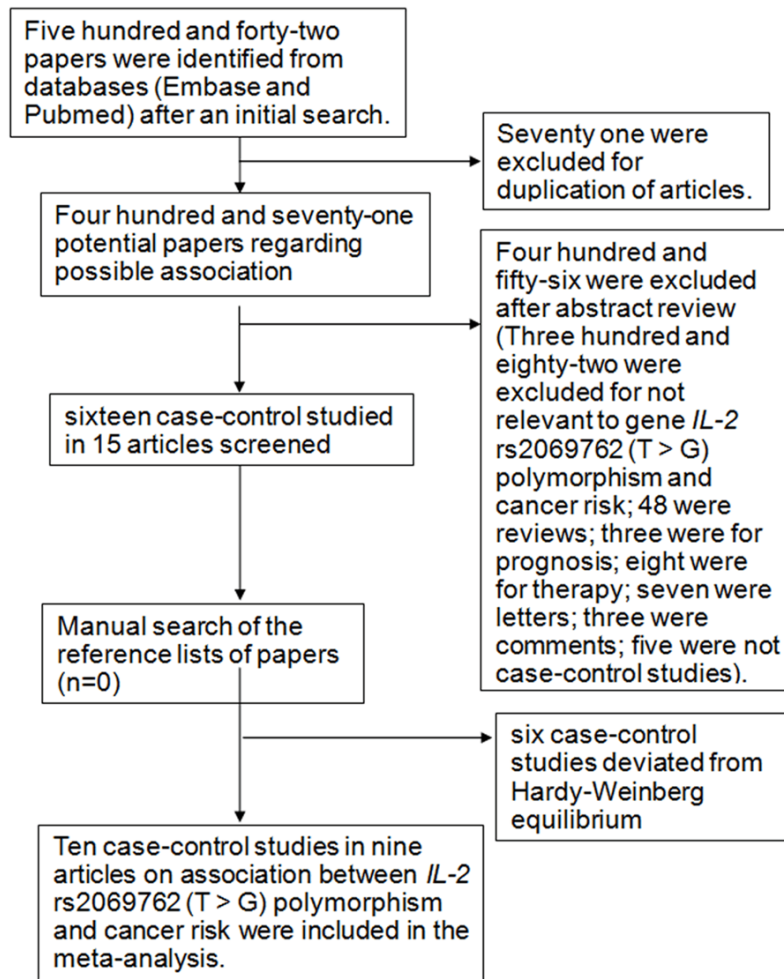 Five hundred and forty-two
papers were identified from
databases (Embase and
Pubmed) after an initial search.
Seventy one were
excluded for
duplication of articles.
Four hundred and seventy-one
potential papers regarding
possible association
Four hundred and
fifty-six were excluded
after abstract review
(Three hundred and
eighty-two were
excluded for not
relevant to gene IL-2
rs2069762 (T > G)
polymorphism and
cancer risk; 48 were
reviews; three were for
prognosis; eight were
for therapy; seven were
letters; three were
comments; five were not
case-control studies).
sixteen case-control studied
in 15 articles screened
Manual search of the
reference lists of papers
(n=0)
six case-control
studies deviated from
Hardy-Weinberg
equilibrium
Ten case-control studies in nine
articles on association between IL-2
rs2069762 (T > G) polymorphism
and cancer risk were included in the
meta-analysis.